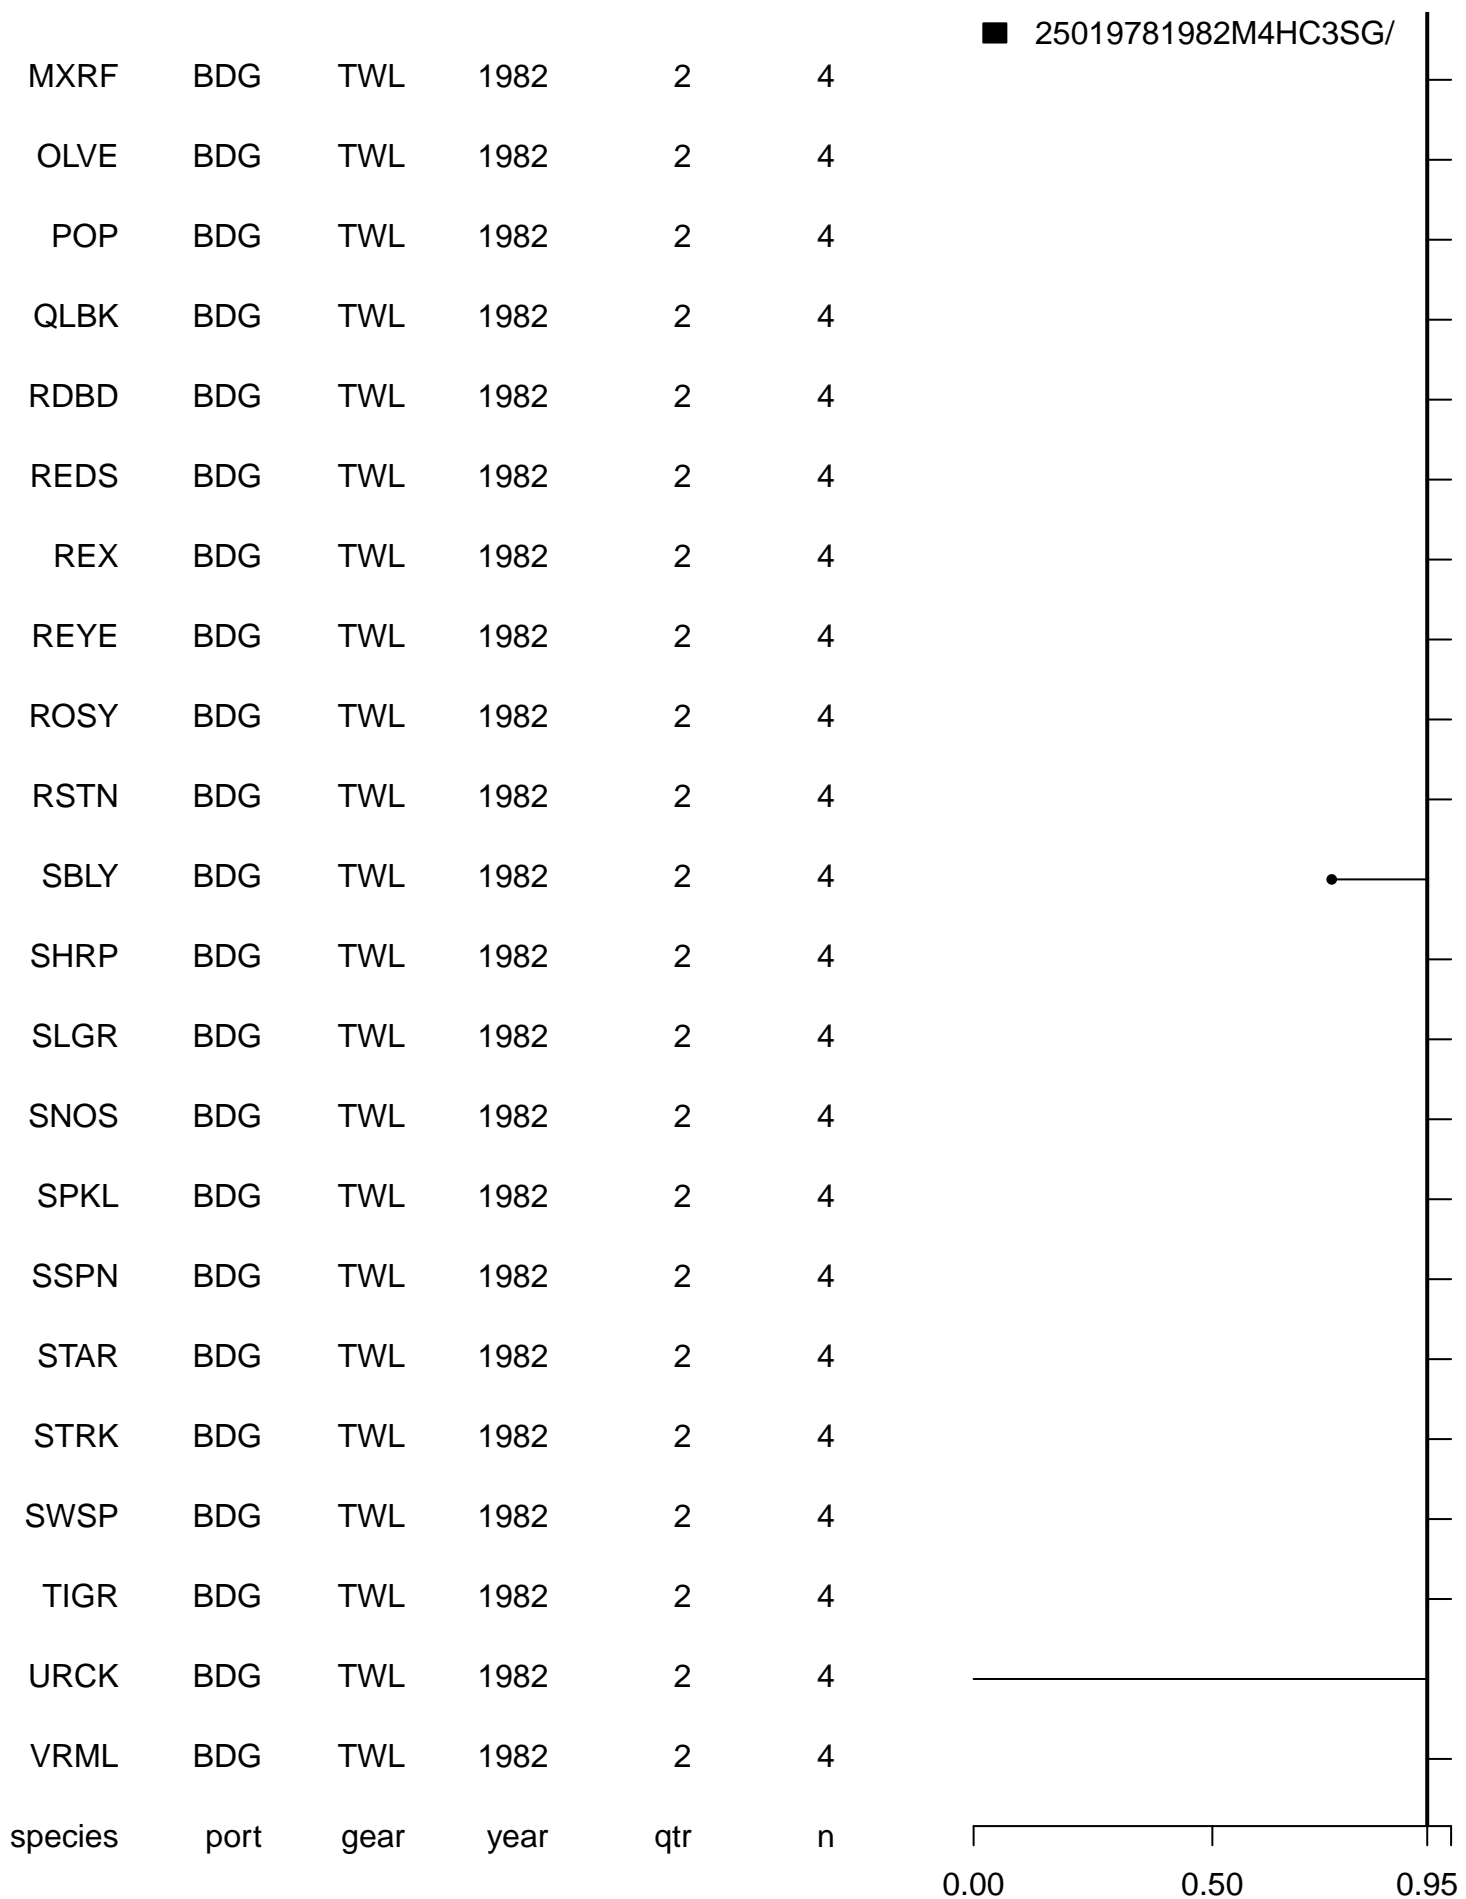 25019781982M4HC3SG/
MXRF BDG TWL 1982 2 4
OLVE BDG TWL 1982 2 4
POP BDG TWL 1982 2 4
QLBK BDG TWL 1982 2 4
RDBD BDG TWL 1982 2 4
REDS BDG TWL 1982 2 4
REX BDG TWL 1982 2 4
REYE BDG TWL 1982 2 4
ROSY BDG TWL 1982 2 4
RSTN BDG TWL 1982 2 4
SBLY BDG TWL 1982 2 4
SHRP BDG TWL 1982 2 4
SLGR BDG TWL 1982 2 4
SNOS BDG TWL 1982 2 4
SPKL BDG TWL 1982 2 4
SSPN BDG TWL 1982 2 4
STAR BDG TWL 1982 2 4
STRK BDG TWL 1982 2 4
SWSP BDG TWL 1982 2 4
TIGR BDG TWL 1982 2 4
URCK BDG TWL 1982 2 4
VRML BDG TWL 1982 2 4
species port gear year qtr n
0.00 0.50 0.95